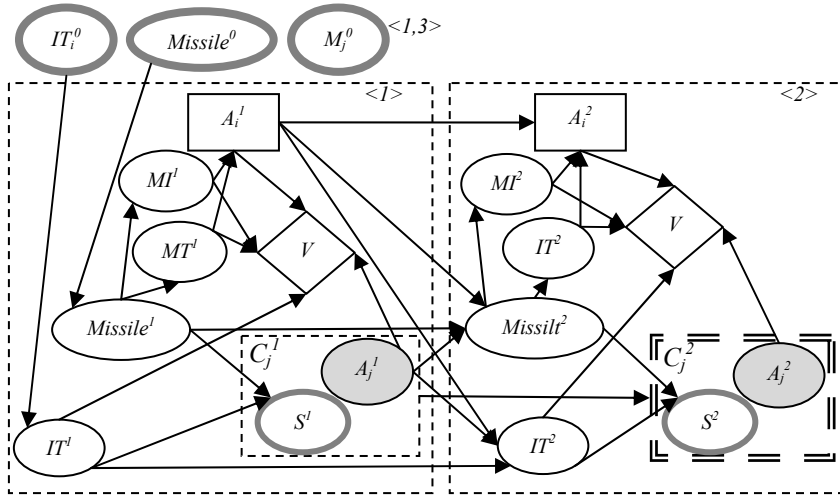 IT_i^0
Missile^0
M_j^0
<1,3>
<1>
<2>
A_i^1
A_i^2
MI^1
MI^2
MT^1
V
IT^2
V
Missile^1
Missilt^2
C_j^1
A_j^1
C_j^2
A_j^2
S^1
S^2
IT^1
IT^2